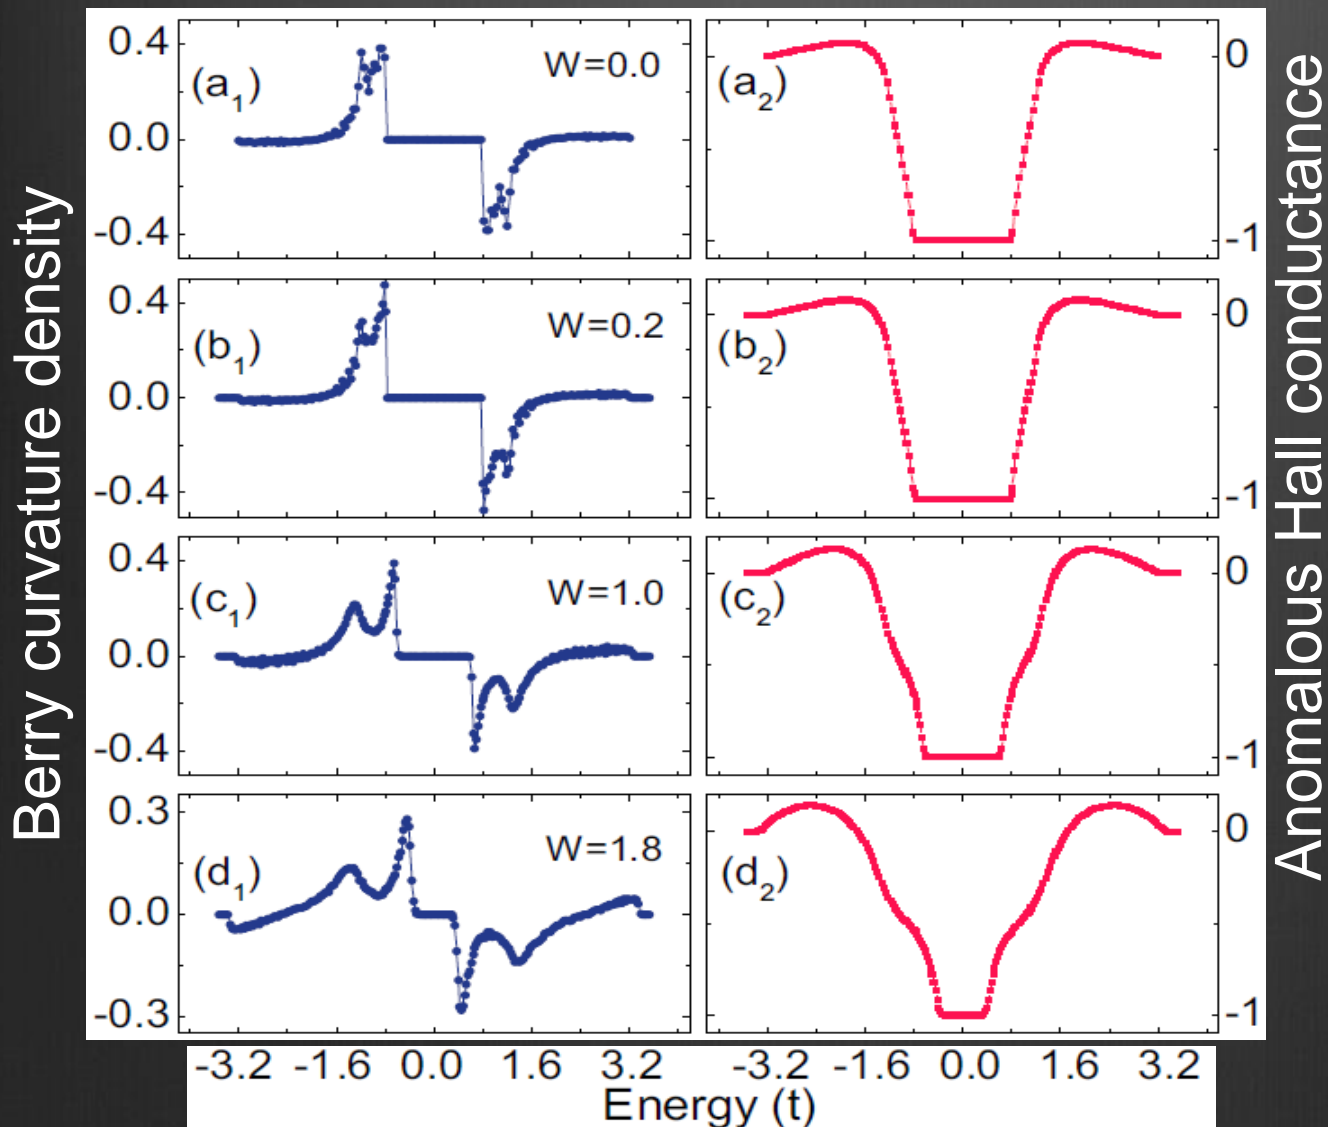 Berry curvature density
0.4
0.0
-0.4
(a1)
W=0.0
(a2)
0
-1
0.4
0.0
-0.4
(b1)
W=0.2
(b2)
0
-1
0.4
0.0
-0.4
(c1)
W=1.0
(c2)
0
-1
0.3
0.0
-0.3
(d1)
W=1.8
(d2)
0
-1
Anomalous Hall conductance
-3.2 -1.6 0.0 1.6 3.2 -3.2 -1.6 0.0 1.6 3.2
Energy (t)